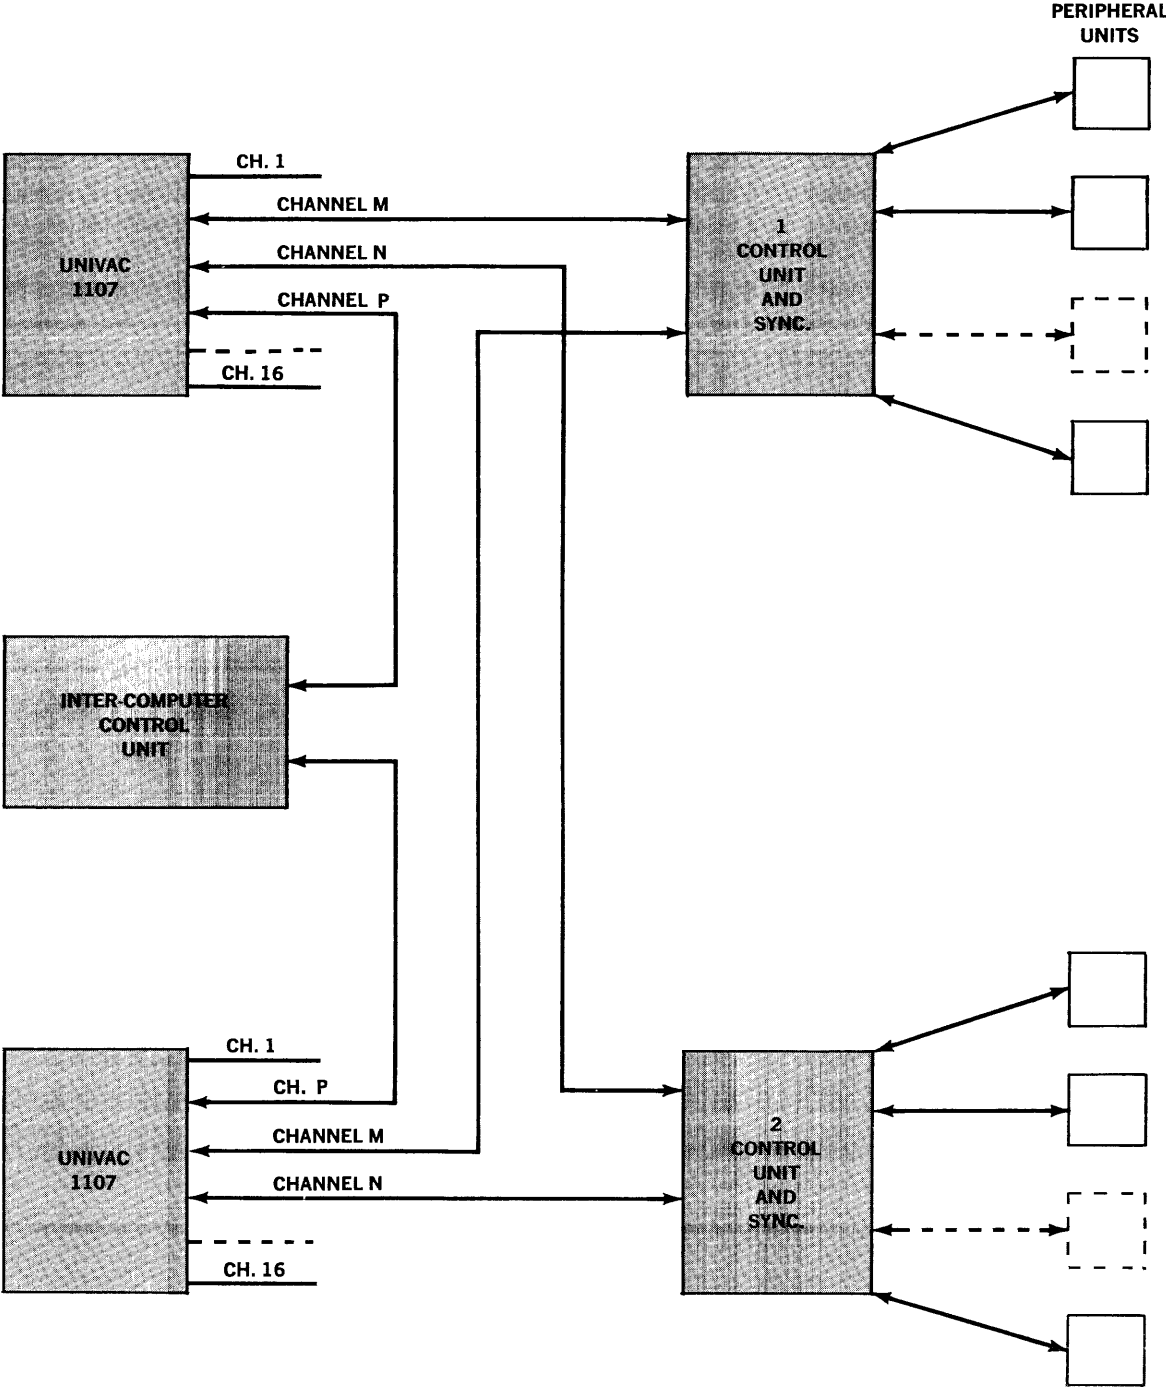 PERIPHERAL
UNITS
CH. 1
CHANNEL M
CHANNEL N
CHANNEL P
CH. 16
UNIVAC
1107
1
CONTROL
UNIT
AND
SYNC.
INTER-COMPUTER
CONTROL
UNIT
CH. 1
CH. P
CHANNEL M
CHANNEL N
CH. 16
UNIVAC
1107
2
CONTROL
UNIT
AND
SYNC.